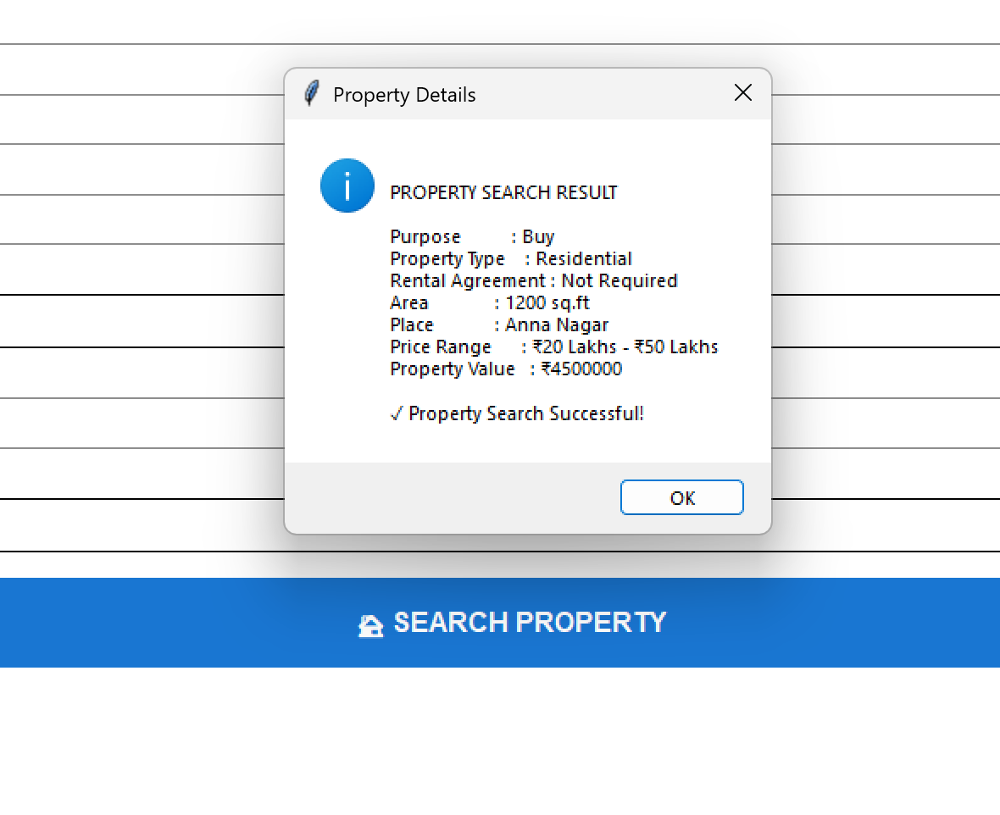 Property Details
PROPERTY SEARCH RESULT
Purpose : Buy
Property Type : Residential
Rental Agreement : Not Required
Area : 1200 sq.ft
Place : Anna Nagar
Price Range : ₹20 Lakhs - ₹50 Lakhs
Property Value : ₹4500000
✓ Property Search Successful!
OK
SEARCH PROPERTY